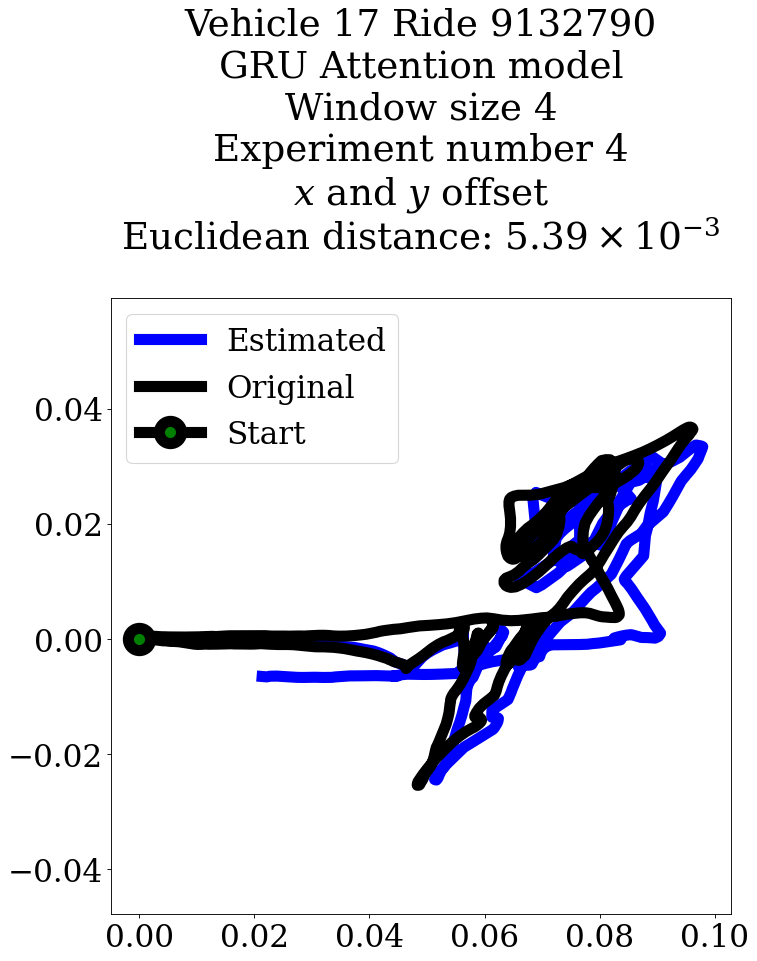 Vehicle 17 Ride 9132790
GRU Attention model
Window size 4
Experiment number 4
x and y offset
Euclidean distance: 5.39 × 10⁻³
Estimated
Original
Start
0.04
0.02
0.00
−0.02
−0.04
0.00 0.02 0.04 0.06 0.08 0.10